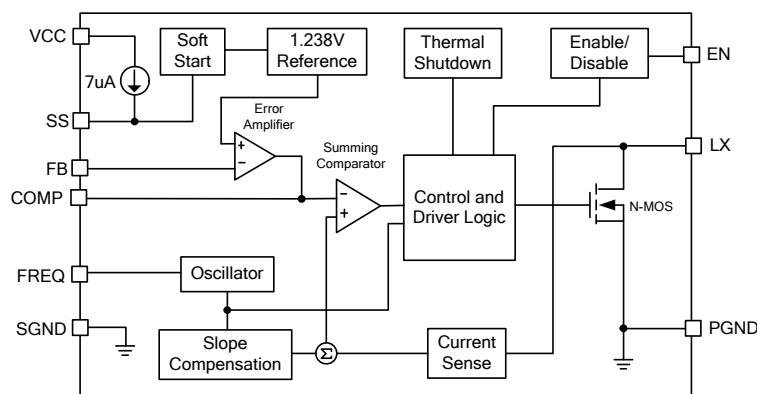 VCC
7uA
SS
FB
COMP
FREQ
SGND
Soft
Start
1.238V
Reference
Error
Amplifier
Summing
Comparator
Thermal
Shutdown
Enable/
Disable
EN
LX
Control and
Driver Logic
N-MOS
Oscillator
Slope
Compensation
Σ
Current
Sense
PGND
+
−
−
+